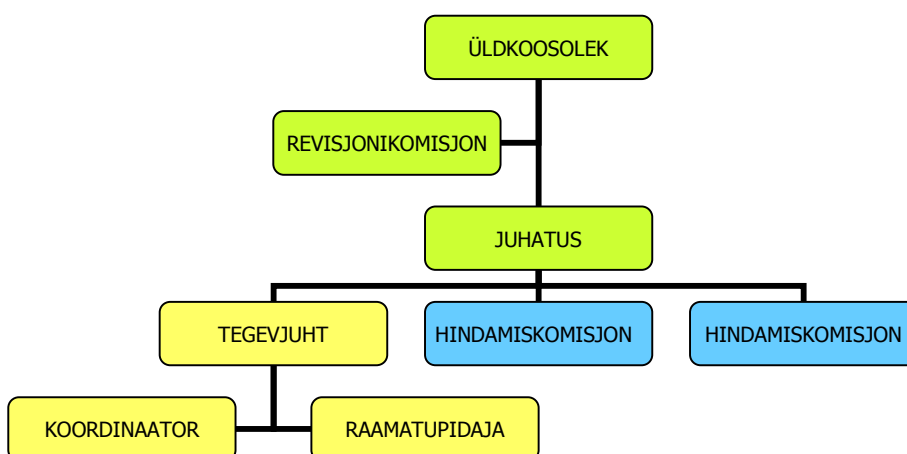 ÜLDKOOSOLEK
REVISJONIKOMISJON
JUHATUS
TEGEVJUHT
HINDAMISKOMISJON
HINDAMISKOMISJON
KOORDINAATOR
RAAMATUPIDAJA